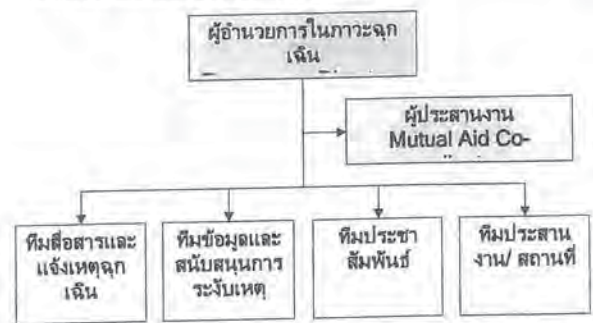 ผู้อำนวยการในภาวะฉุก
เฉิน
ผู้ประสานงาน
Mutual Aid Co-
ทีมสื่อสารและ
แจ้งเหตุฉุก
เฉิน
ทีมข้อมูลและ
สนับสนุนการ
ระงับเหตุ
ทีมประชา
สัมพันธ์
ทีมประสาน
งาน/ สถานที่